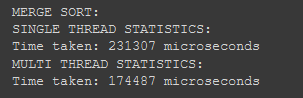 MERGE SORT:
SINGLE THREAD STATISTICS:
Time taken: 231307 microseconds
MULTI THREAD STATISTICS:
Time taken: 174487 microseconds